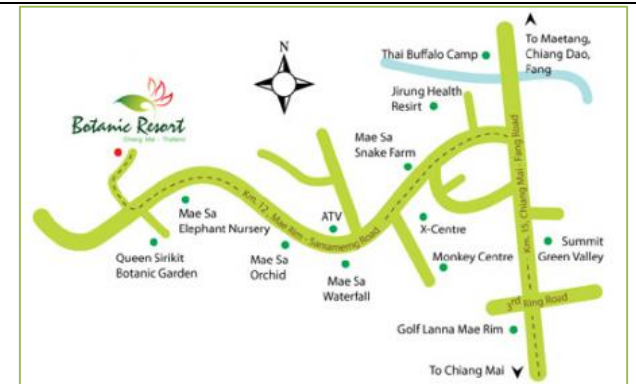 To Maetang,
Chiang Dao,
Fang
N
Thai Buffalo Camp
Jirung Health
Resirt
Botanic Resort
Chiang Mai - Thailand
Mae Sa
Snake Farm
Km. 15, Chiang Mai - Fang Road
Km. 12, Mae Rim - Samsamerng Road
Mae Sa
Elephant Nursery
ATV
X-Centre
Queen Sirikit
Botanic Garden
Mae Sa
Orchid
Mae Sa
Waterfall
Monkey Centre
Summit
Green Valley
3rd Road
Golf Lanna Mae Rim
To Chiang Mai